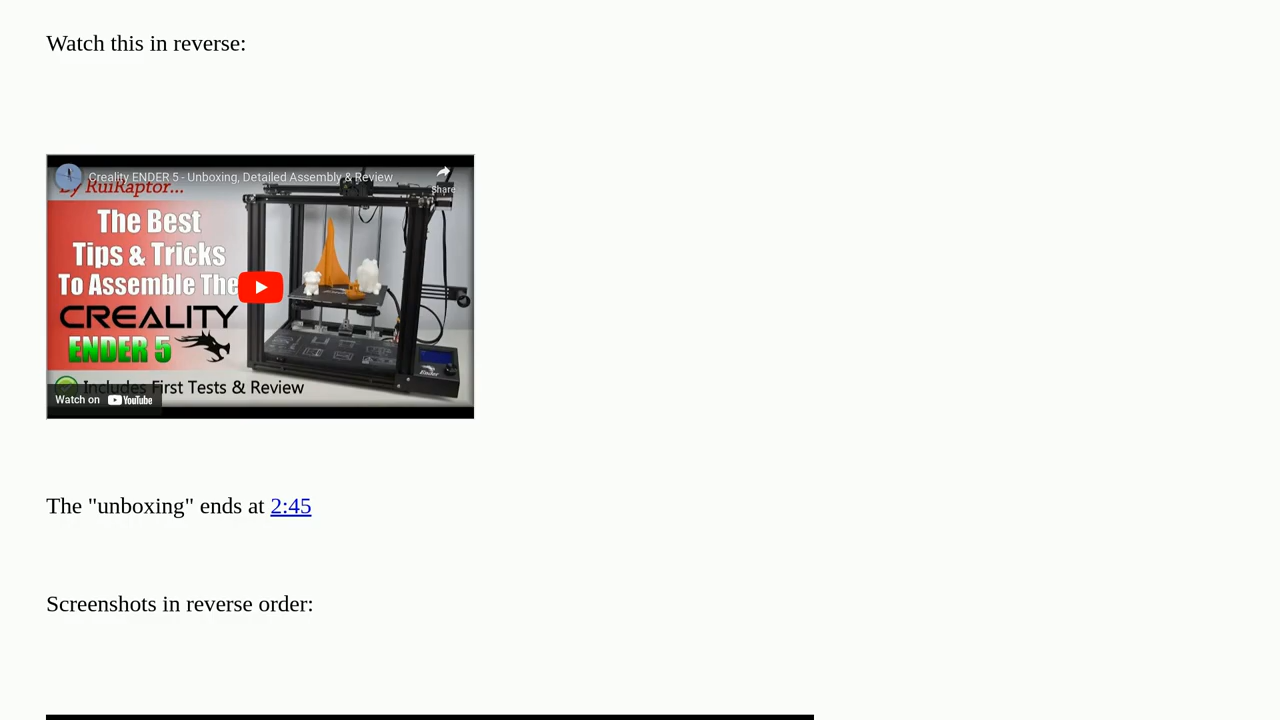 Watch this in reverse:
Creality ENDER 5 - Unboxing, Detailed Assembly & Review
By RuiRaptor...
Share
The Best
Tips & Tricks
To Assemble The
CREALITY
ENDER 5
Includes First Tests & Review
Watch on YouTube
Ender
The "unboxing" ends at 2:45
Screenshots in reverse order: